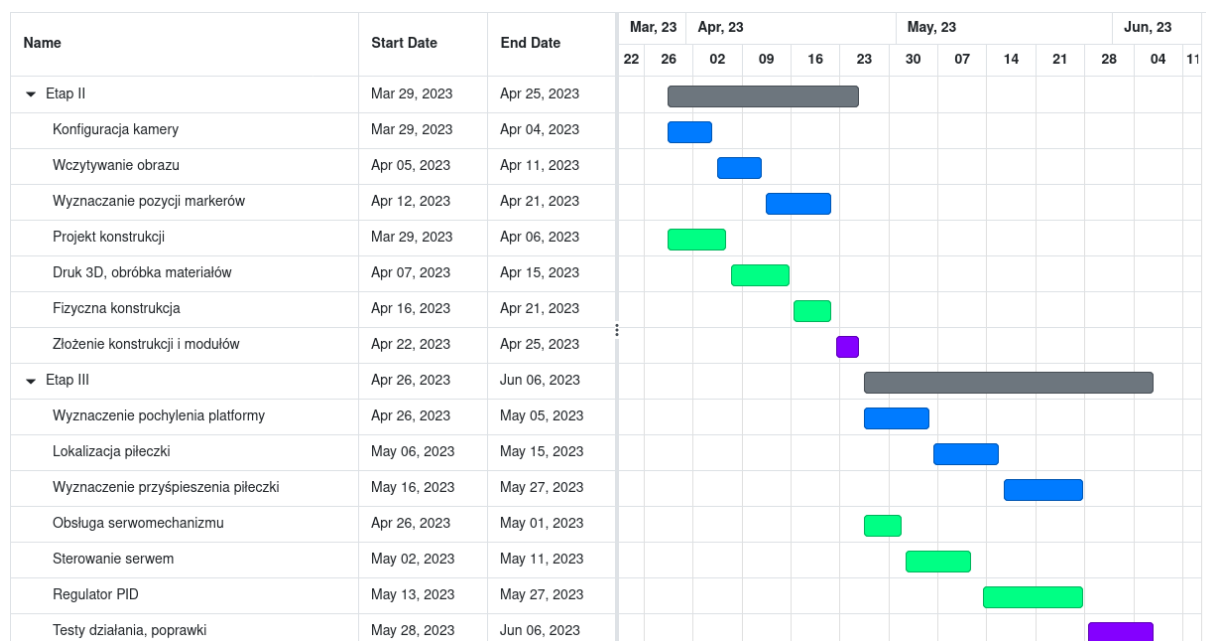 Name Start Date End Date Mar, 23 Apr, 23 May, 23 Jun, 23
22 26 02 09 16 23 30 07 14 21 28 04 11
Etap II Mar 29, 2023 Apr 25, 2023
Konfiguracja kamery Mar 29, 2023 Apr 04, 2023
Wczytywanie obrazu Apr 05, 2023 Apr 11, 2023
Wyznaczanie pozycji markerów Apr 12, 2023 Apr 21, 2023
Projekt konstrukcji Mar 29, 2023 Apr 06, 2023
Druk 3D, obróbka materiałów Apr 07, 2023 Apr 15, 2023
Fizyczna konstrukcja Apr 16, 2023 Apr 21, 2023
Złożenie konstrukcji i modułów Apr 22, 2023 Apr 25, 2023
Etap III Apr 26, 2023 Jun 06, 2023
Wyznaczenie pochylenia platformy Apr 26, 2023 May 05, 2023
Lokalizacja piłeczki May 06, 2023 May 15, 2023
Wyznaczenie przyśpieszenia piłeczki May 16, 2023 May 27, 2023
Obsługa serwomechanizmu Apr 26, 2023 May 01, 2023
Sterowanie serwem May 02, 2023 May 11, 2023
Regulator PID May 13, 2023 May 27, 2023
Testy działania, poprawki May 28, 2023 Jun 06, 2023